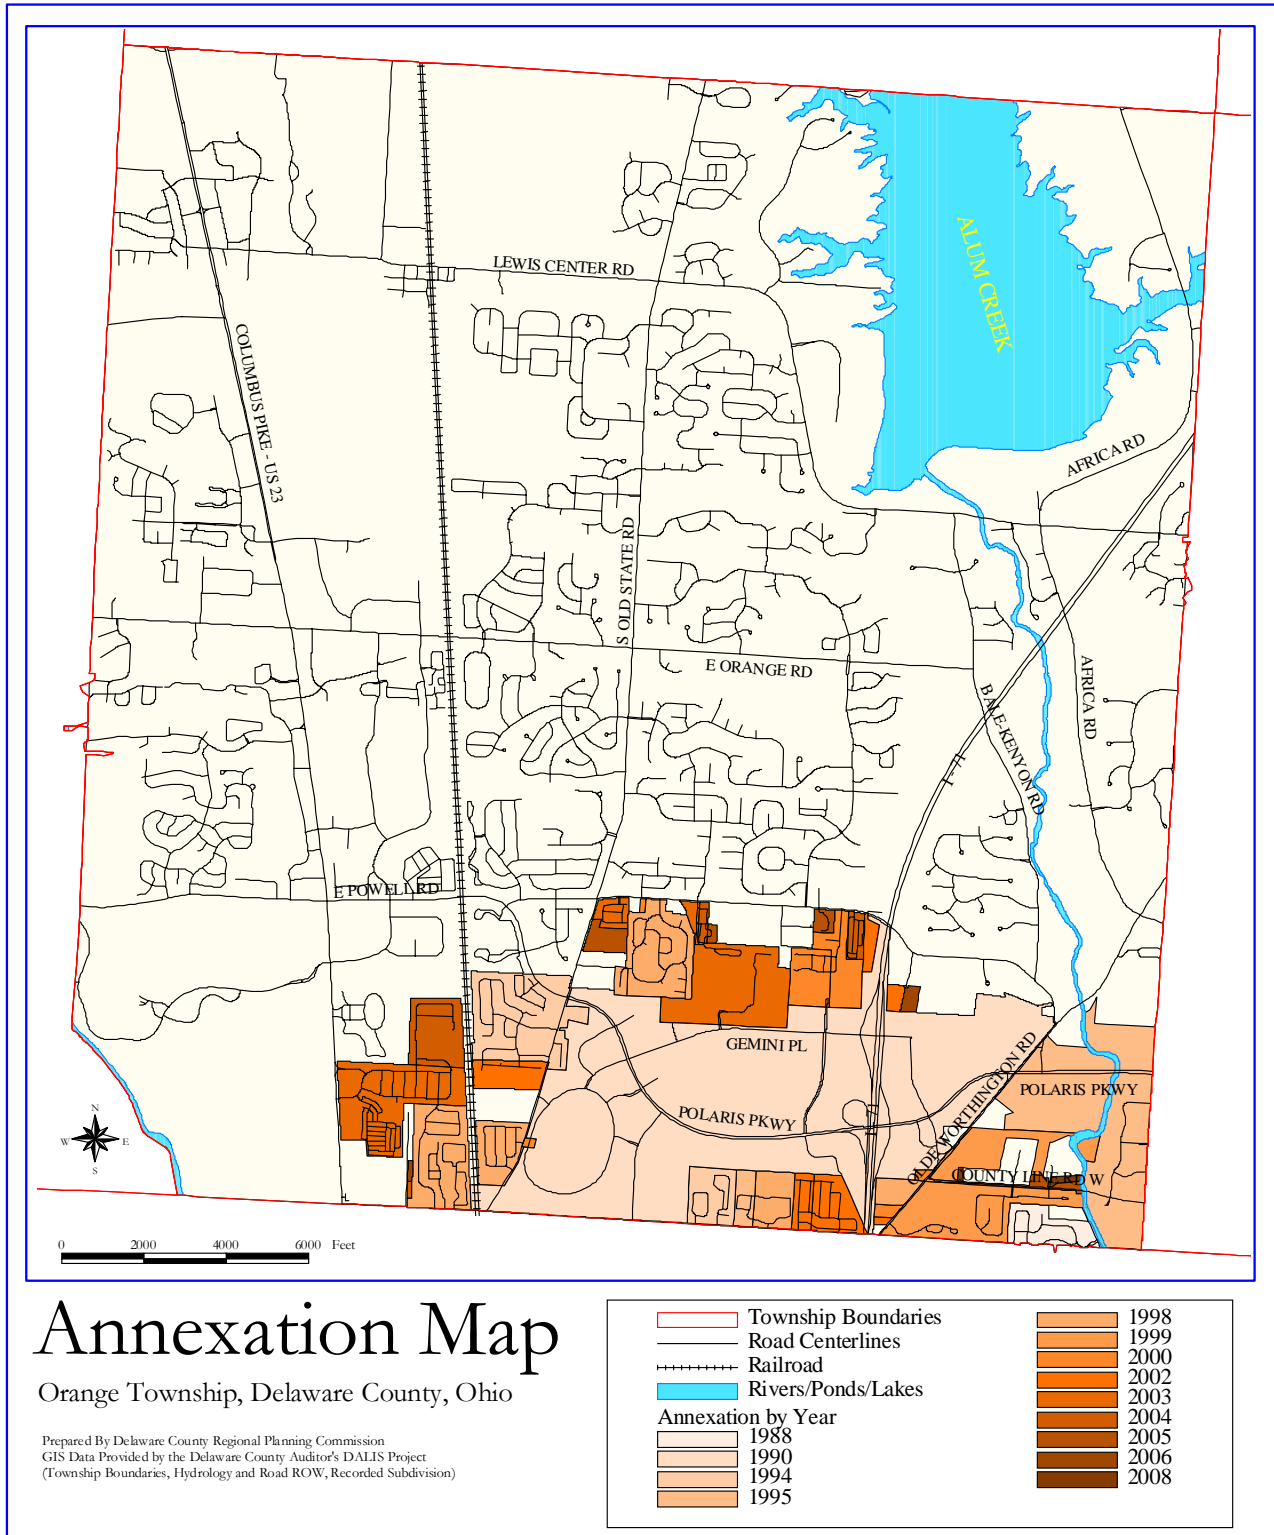 LEWIS CENTER RD
ALUM CREEK
COLUMBUS PIKE - US 23
AFRICA RD
S OLD STATE RD
E ORANGE RD
BALE-KENYON RD
AFRICA RD
I - 71
E POWELL RD
GEMINI PL
POLARIS PKWY
OLDE WORTHINGTON RD
POLARIS PKWY
COUNTY LINE RD W
N
W E
S
0 2000 4000 6000 Feet
Annexation Map
Orange Township, Delaware County, Ohio
Prepared By Delaware County Regional Planning Commission
GIS Data Provided by the Delaware County Auditor's DALIS Project
(Township Boundaries, Hydrology and Road ROW, Recorded Subdivision)
Township Boundaries
Road Centerlines
Railroad
Rivers/Ponds/Lakes
Annexation by Year
1988
1990
1994
1995
1998
1999
2000
2002
2003
2004
2005
2006
2008